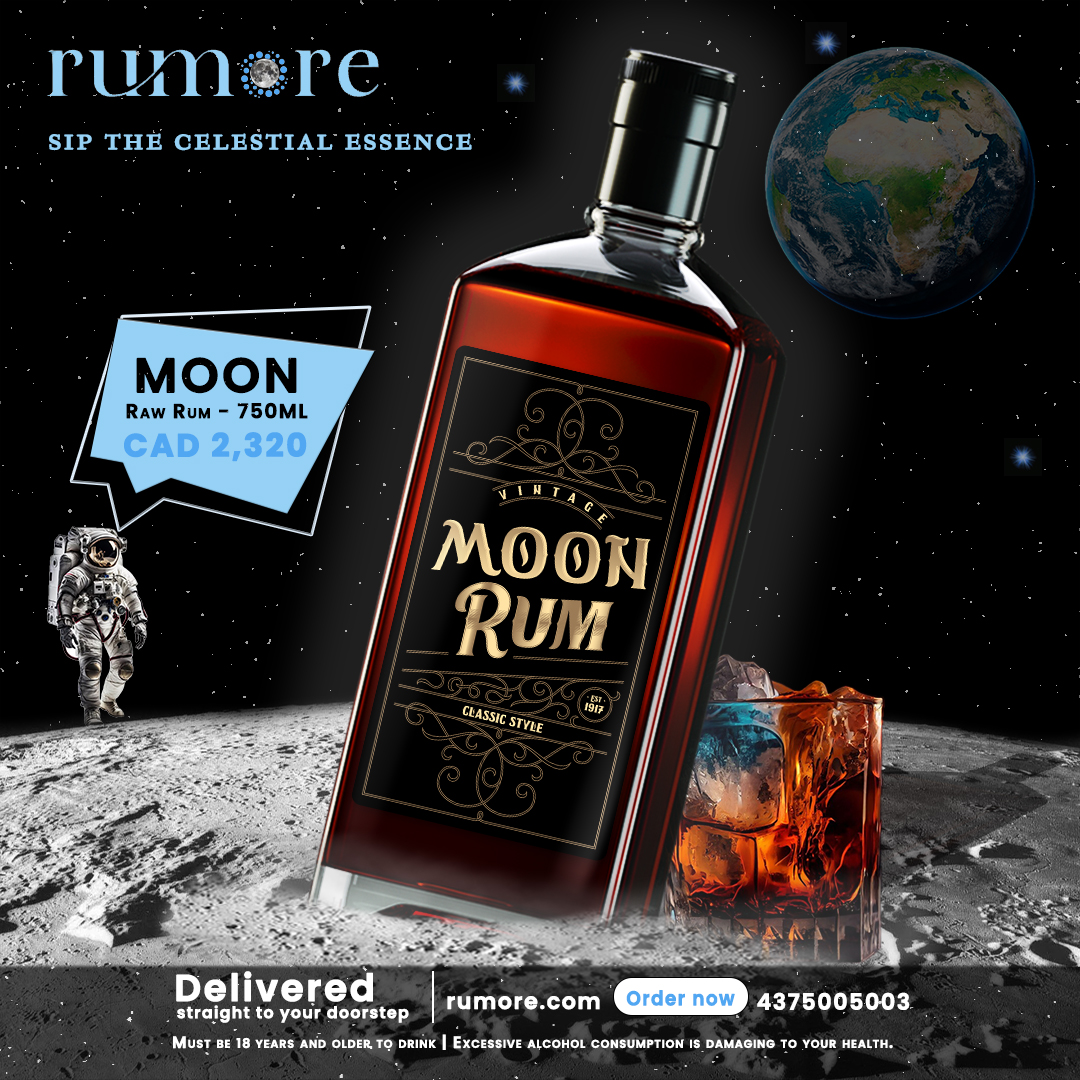 rumore
SIP THE CELESTIAL ESSENCE
MOON
RAW RUM - 750ML
CAD 2,320
VINTAGE
MOON
RUM
EST
1917
CLASSIC STYLE
Delivered
straight to your doorstep
rumore.com
Order now
4375005003
MUST BE 18 YEARS AND OLDER TO DRINK | EXCESSIVE ALCOHOL CONSUMPTION IS DAMAGING TO YOUR HEALTH.